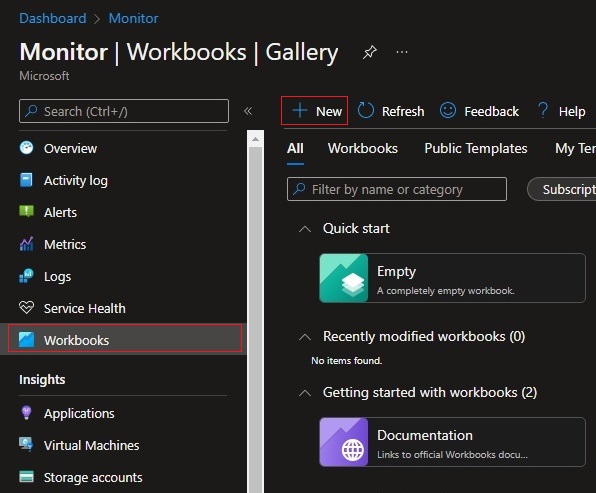 Dashboard > Monitor
Monitor | Workbooks | Gallery
Microsoft
Search (Ctrl+/)
Overview
Activity log
Alerts
Metrics
Logs
Service Health
Workbooks
Insights
Applications
Virtual Machines
Storage accounts
New Refresh Feedback ? Help
All Workbooks Public Templates My Ten
Filter by name or category Subscript
Quick start
Empty
A completely empty workbook.
Recently modified workbooks (0)
No items found.
Getting started with workbooks (2)
Documentation
Links to official Workbooks docu...